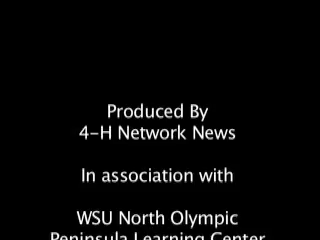 Produced By
4-H Network News
In association with
WSU North Olympic
Peninsula Learning Center